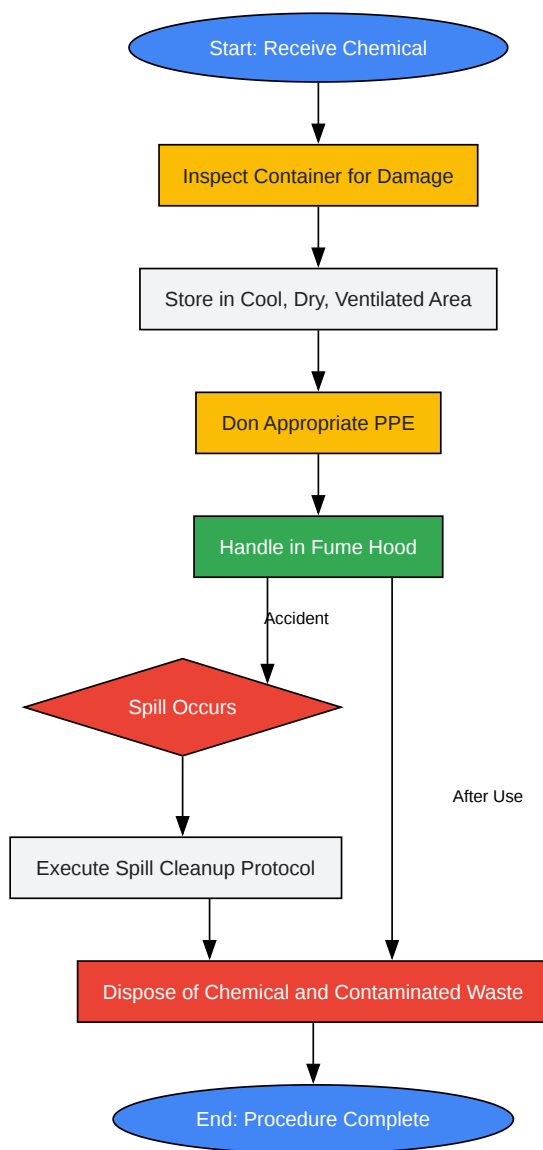 Start: Receive Chemical
Inspect Container for Damage
Store in Cool, Dry, Ventilated Area
Don Appropriate PPE
Handle in Fume Hood
Accident
Spill Occurs
After Use
Execute Spill Cleanup Protocol
Dispose of Chemical and Contaminated Waste
End: Procedure Complete